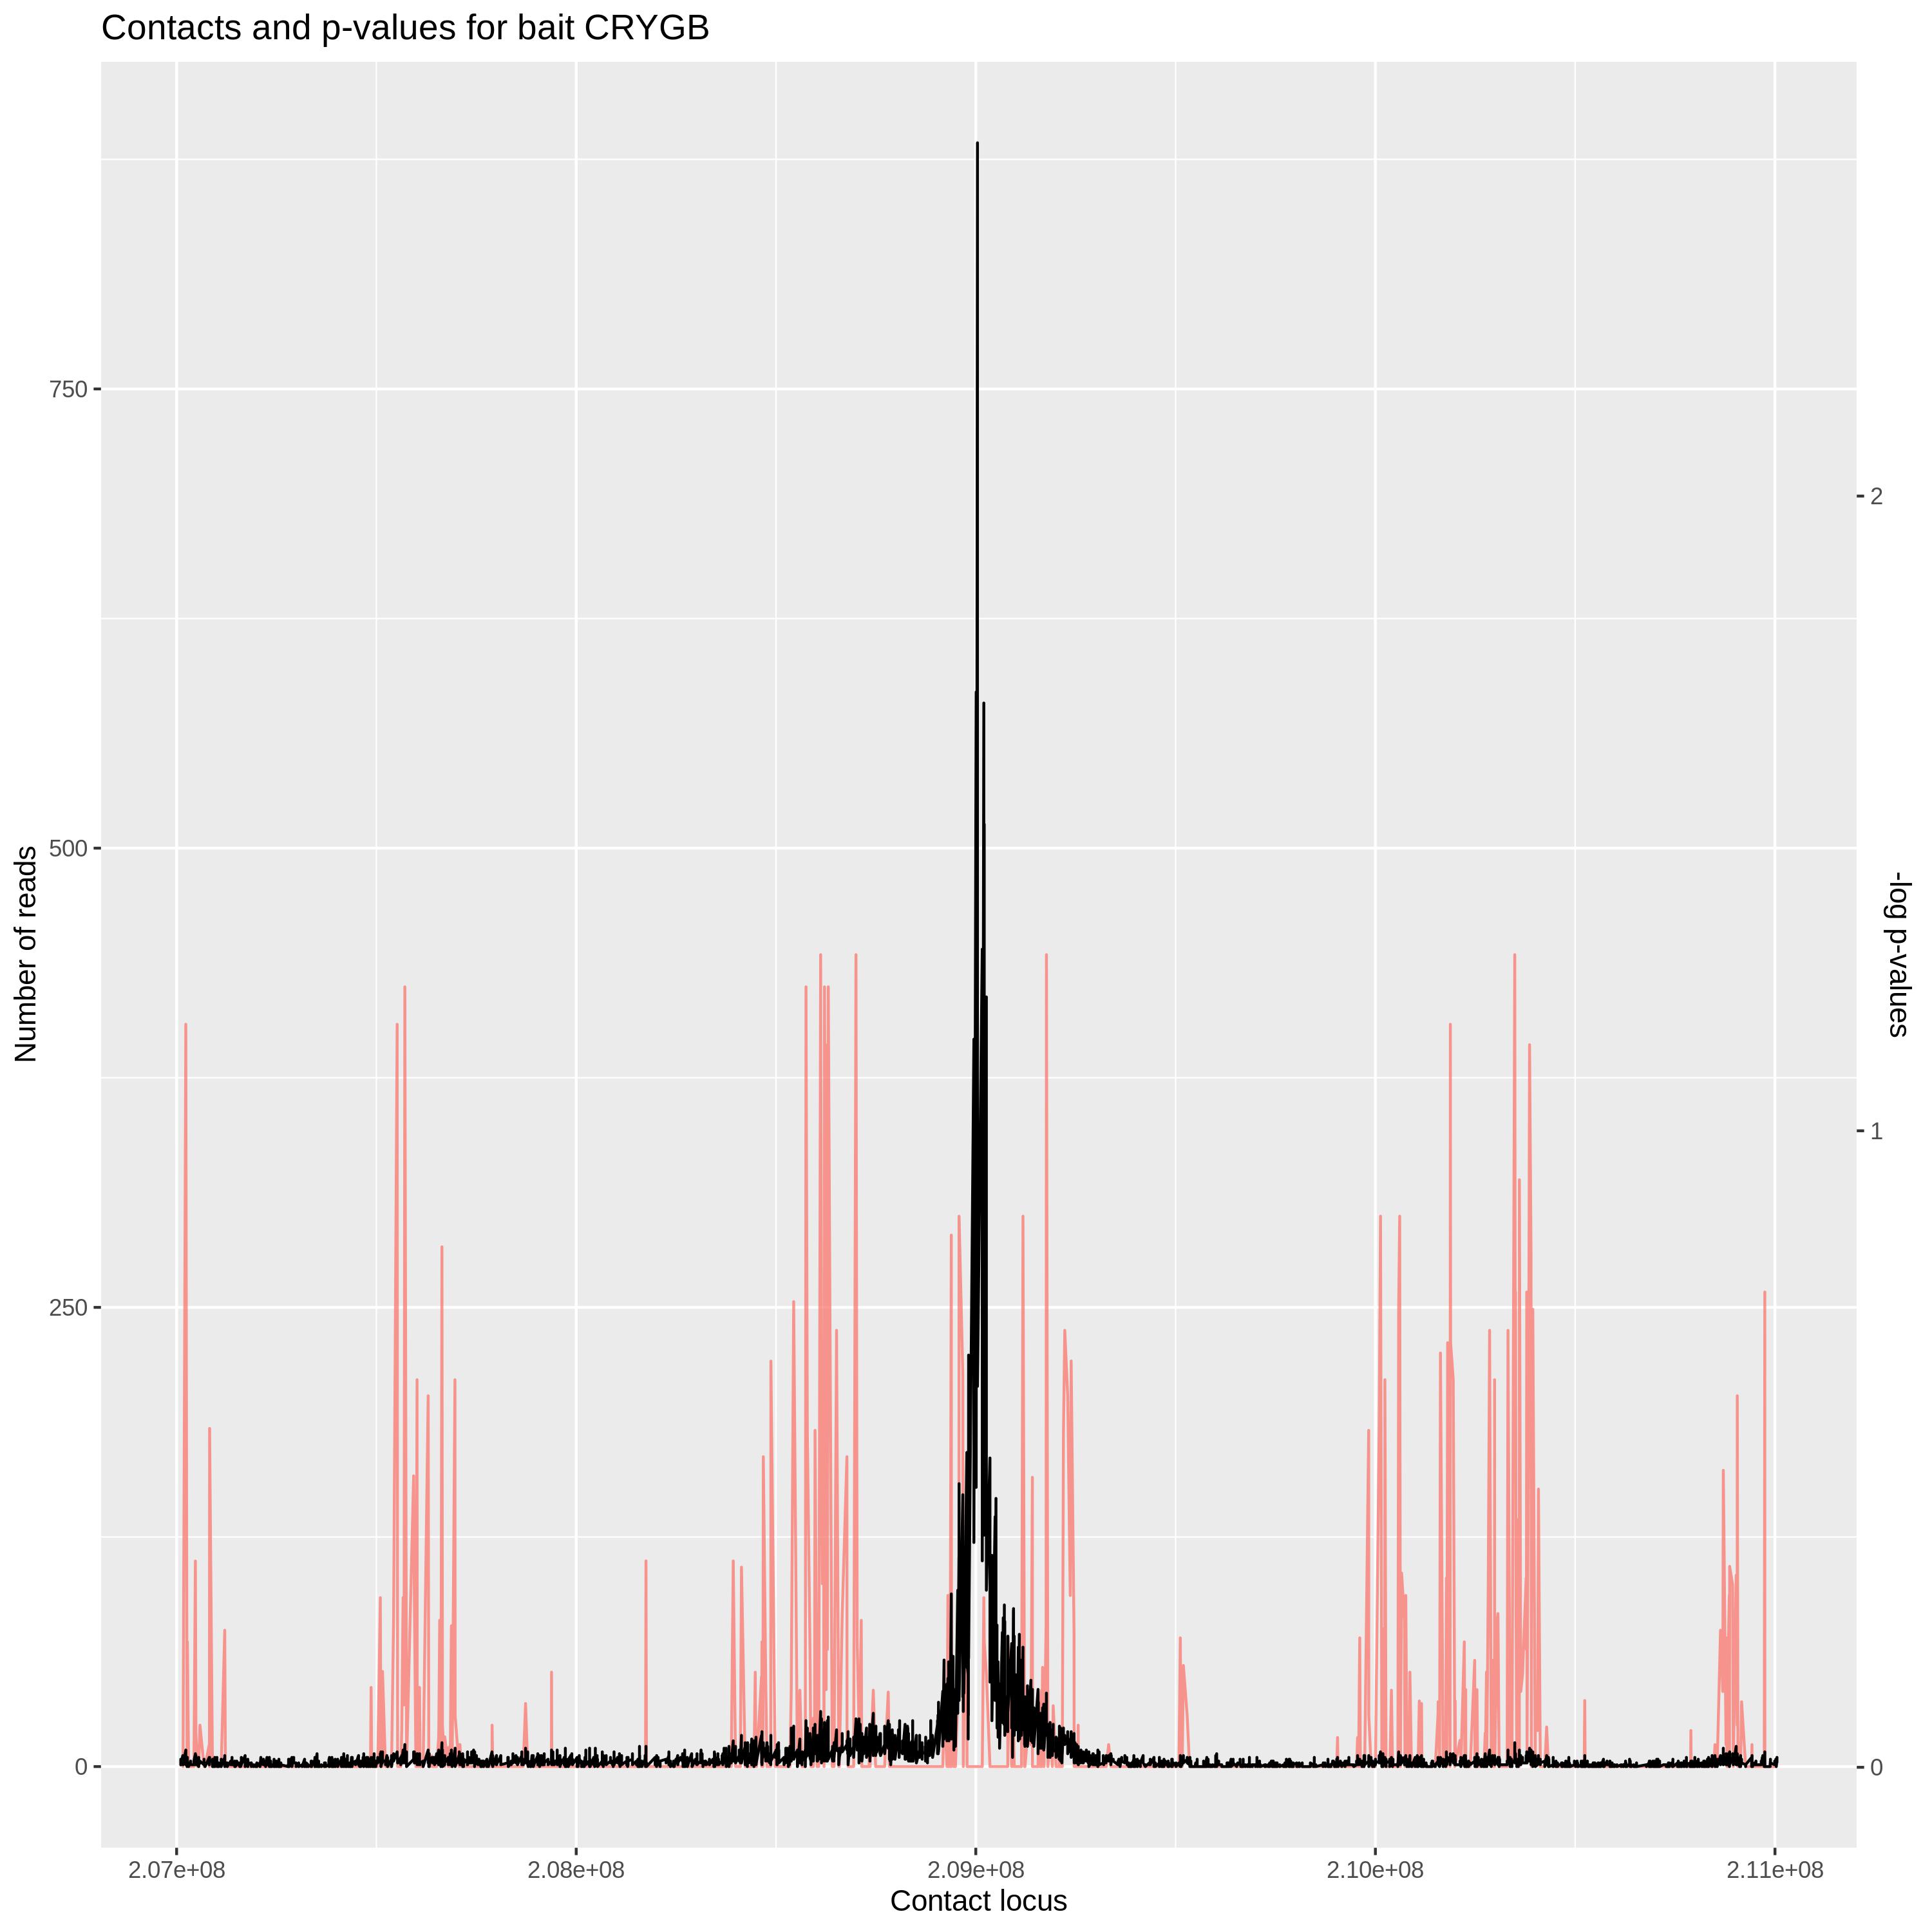 Contacts and p-values for bait CRYGB
Number of reads
750
500
250
0
2
1
0
-log p-values
2.07e+08
2.08e+08
2.09e+08
2.10e+08
2.11e+08
Contact locus